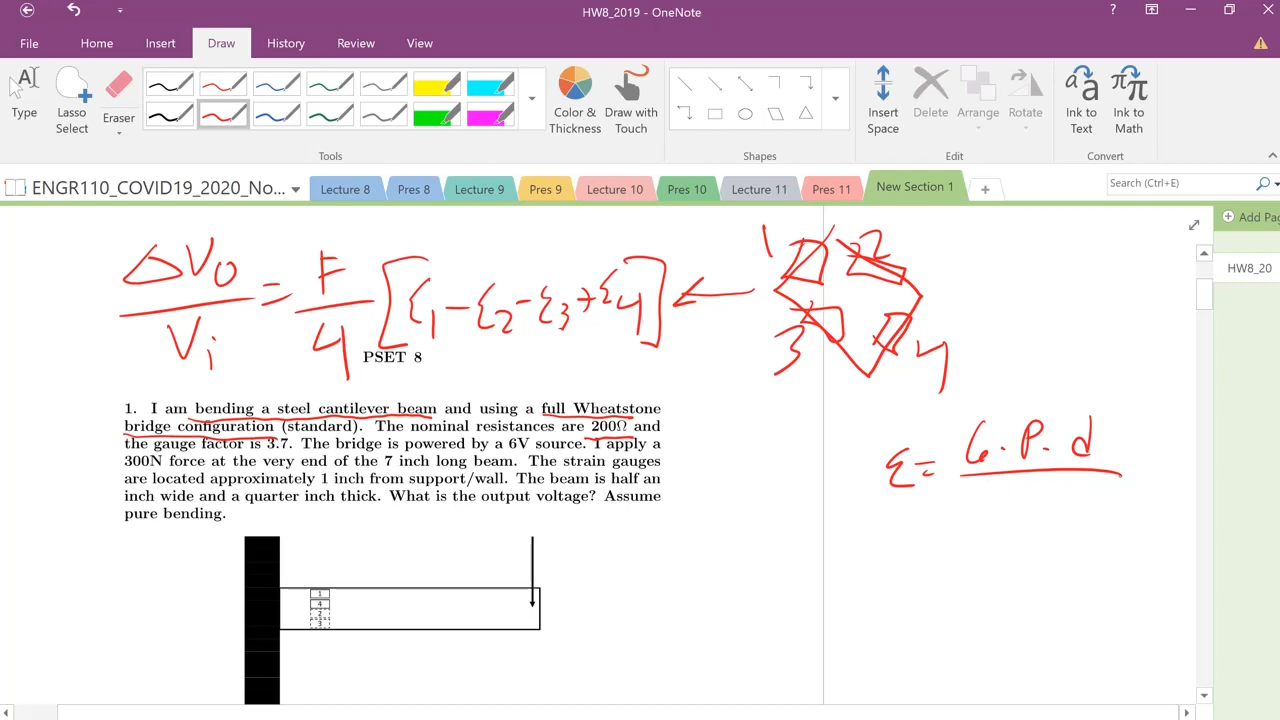 HW8_2019 - OneNote
?
File Home Insert Draw History Review View
Type
Lasso Select
Eraser
Color & Thickness
Draw with Touch
Insert Space
Delete
Arrange
Rotate
Ink to Text
Ink to Math
Tools Shapes Edit Convert
ENGR110_COVID19_2020_No... Lecture 8 Pres 8 Lecture 9 Pres 9 Lecture 10 Pres 10 Lecture 11 Pres 11 New Section 1 Search (Ctrl+E)
Add Pag
HW8_20
ΔVo/Vi = F/4 [ε1 - ε2 - ε3 + ε4]
1 2
3 4
PSET 8
1. I am bending a steel cantilever beam and using a full Wheatstone
bridge configuration (standard). The nominal resistances are 200Ω and
the gauge factor is 3.7. The bridge is powered by a 6V source. I apply a
300N force at the very end of the 7 inch long beam. The strain gauges
are located approximately 1 inch from support/wall. The beam is half an
inch wide and a quarter inch thick. What is the output voltage? Assume
pure bending.
ε = 6·P·d
1
4
2
3